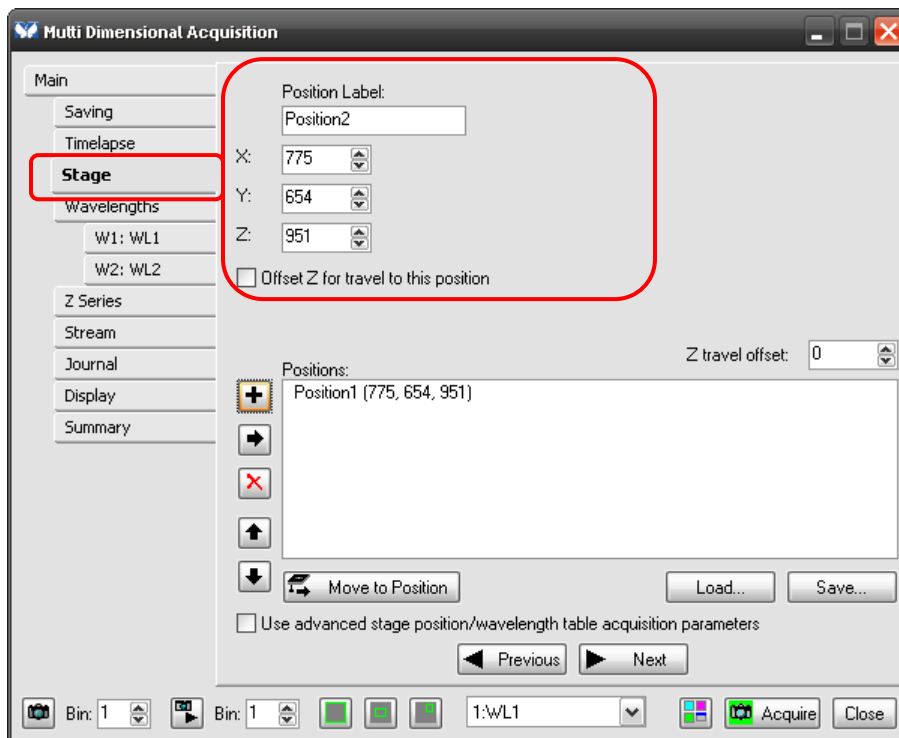 Multi Dimensional Acquisition
Main
Saving
Timelapse
Stage
Wavelengths
W1: WL1
W2: WL2
Z Series
Stream
Journal
Display
Summary
Position Label:
Position2
X: 775
Y: 654
Z: 951
Offset Z for travel to this position
Z travel offset: 0
Positions:
Position1 (775, 654, 951)
Move to Position
Load...
Save...
Use advanced stage position/wavelength table acquisition parameters
Previous
Next
Bin: 1
Bin: 1
1:WL1
Acquire
Close